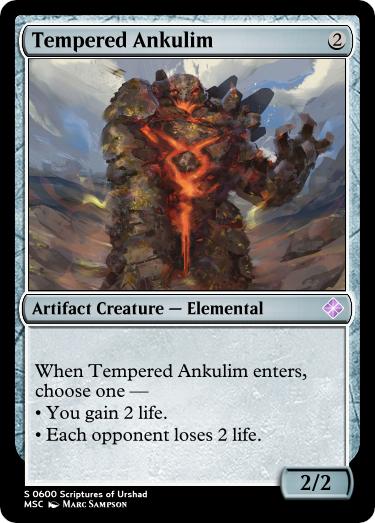 Tempered Ankulim 2
Artifact Creature — Elemental
When Tempered Ankulim enters,
choose one —
• You gain 2 life.
• Each opponent loses 2 life.
2/2
S 0600 Scriptures of Urshad
MSC Marc Sampson